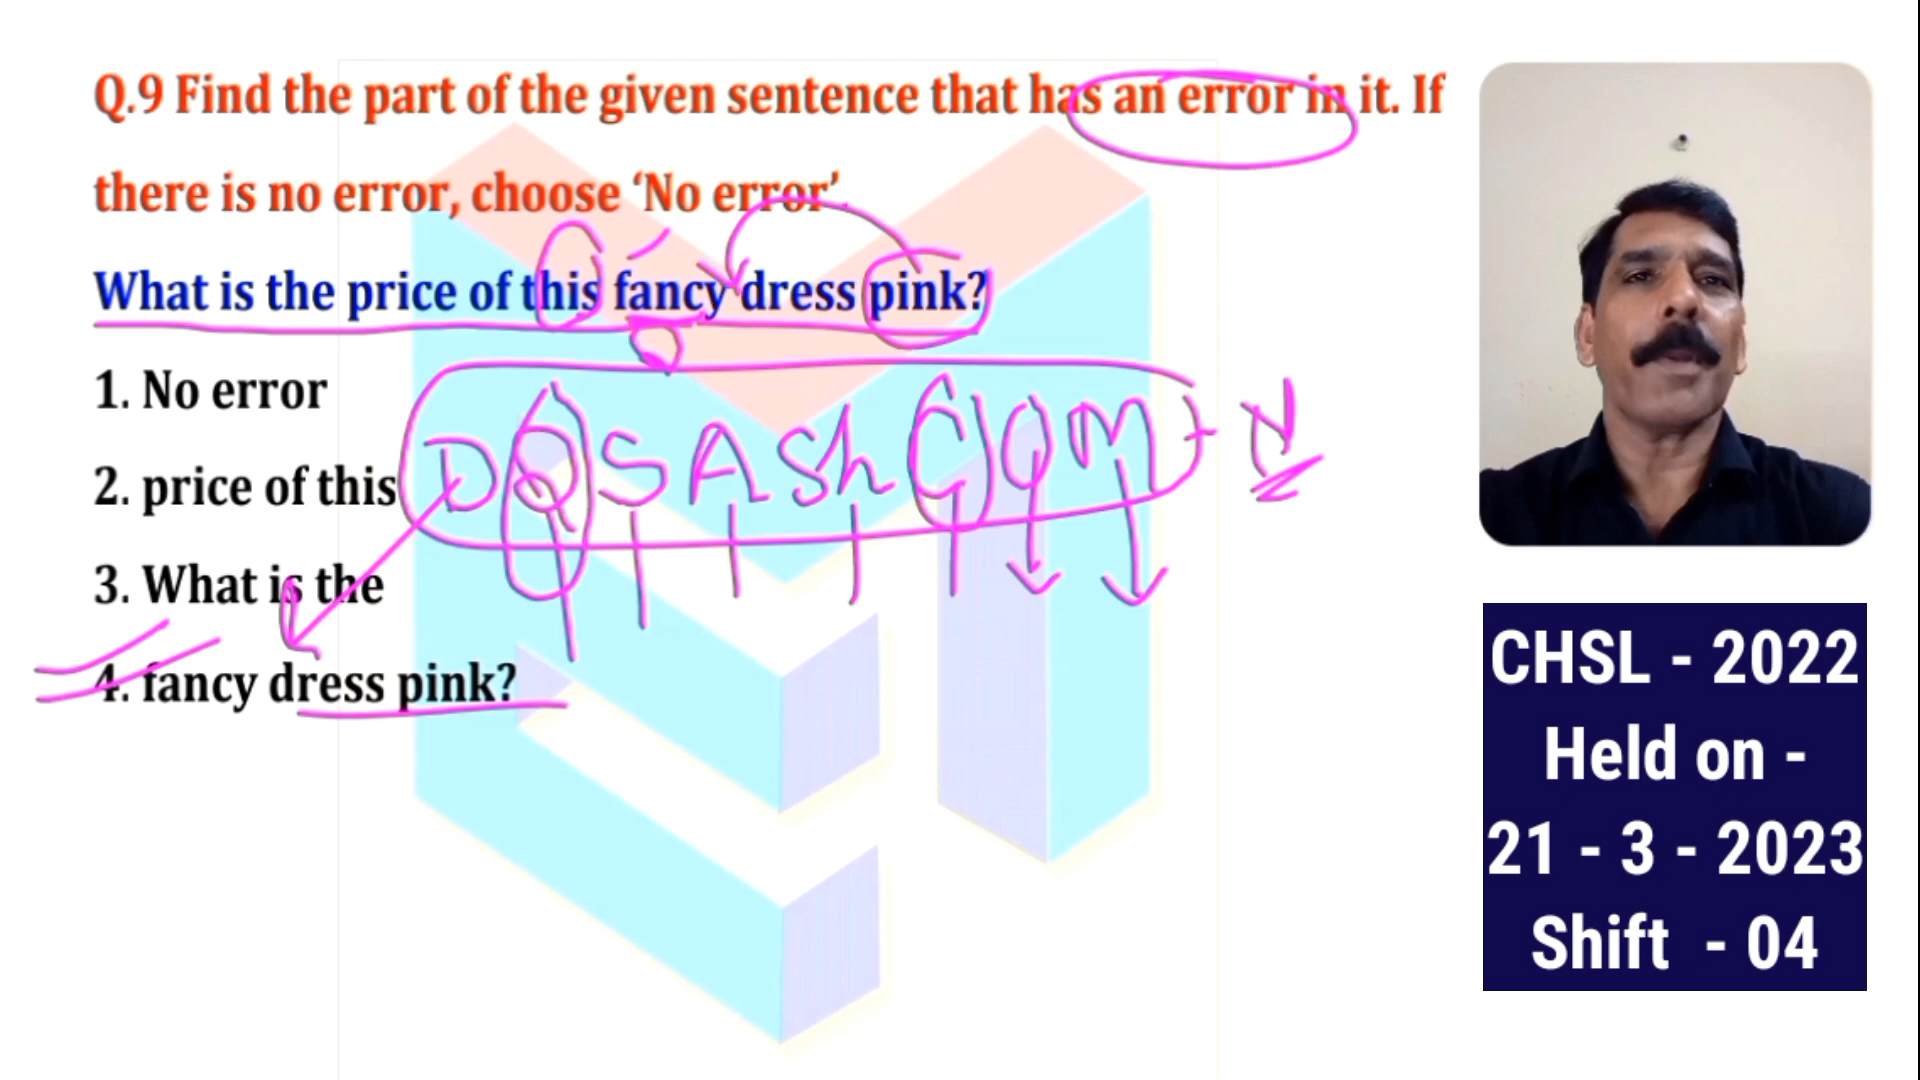 Q.9 Find the part of the given sentence that has an error in it. If
there is no error, choose ‘No error’.
What is the price of this fancy dress pink?
1. No error
D Q S A Sh C O M + N
2. price of this
3. What is the
4. fancy dress pink?
CHSL - 2022
Held on -
21 - 3 - 2023
Shift - 04